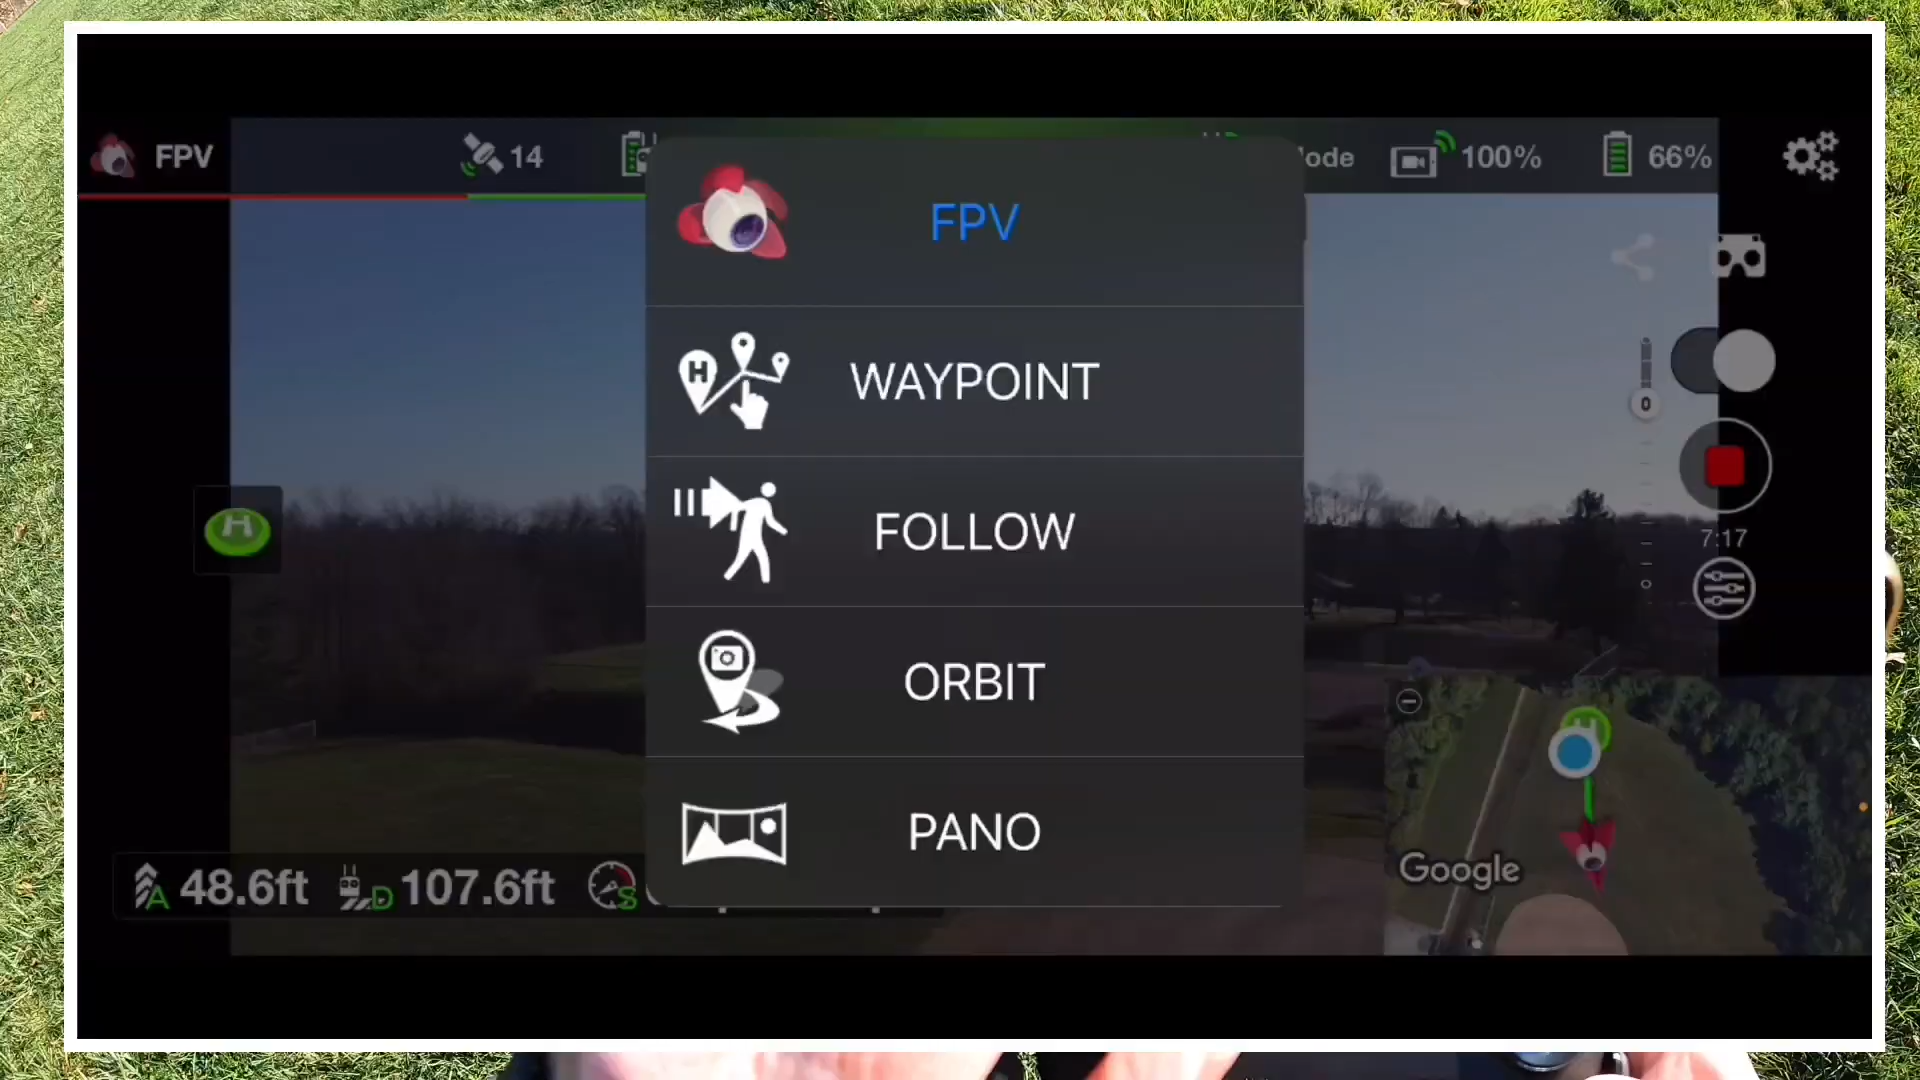 FPV
14
ode
100%
66%
FPV
WAYPOINT
FOLLOW
ORBIT
PANO
0
7:17
H
H
H
A 48.6ft
D 107.6ft
S
Google